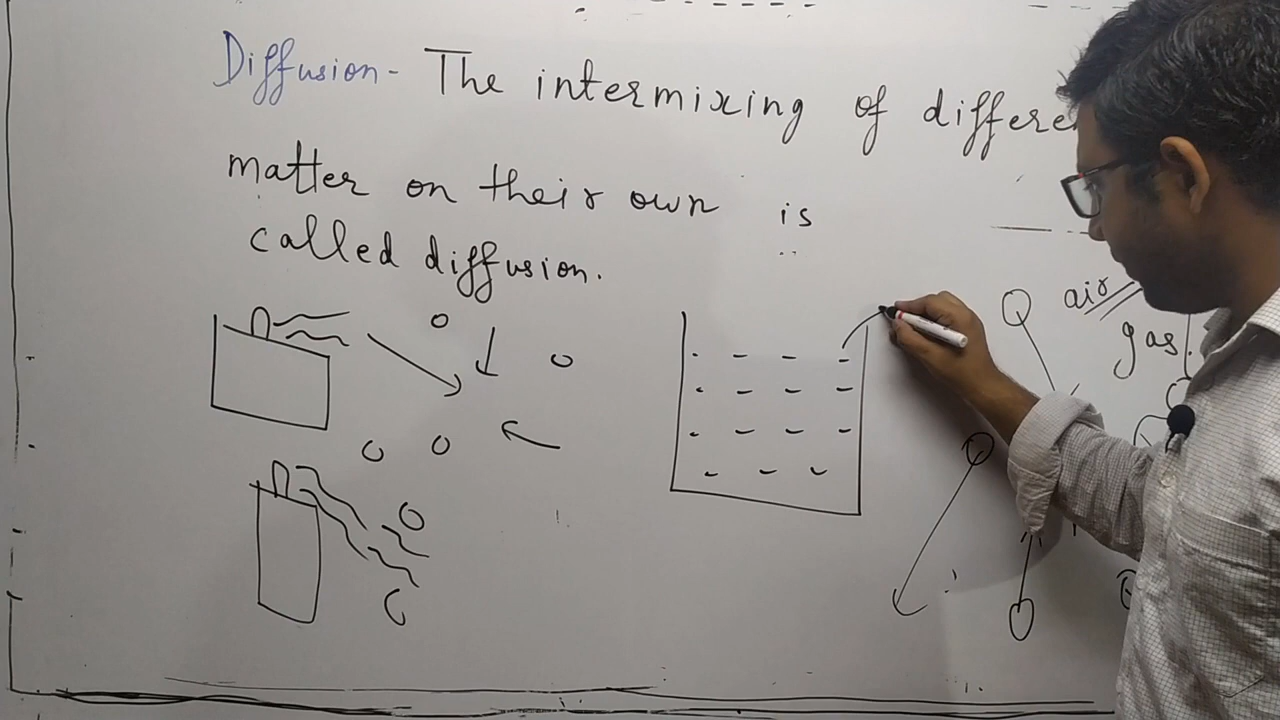 Diffusion - The intermixing of differe
matter on their own is
called diffusion.
air
gas